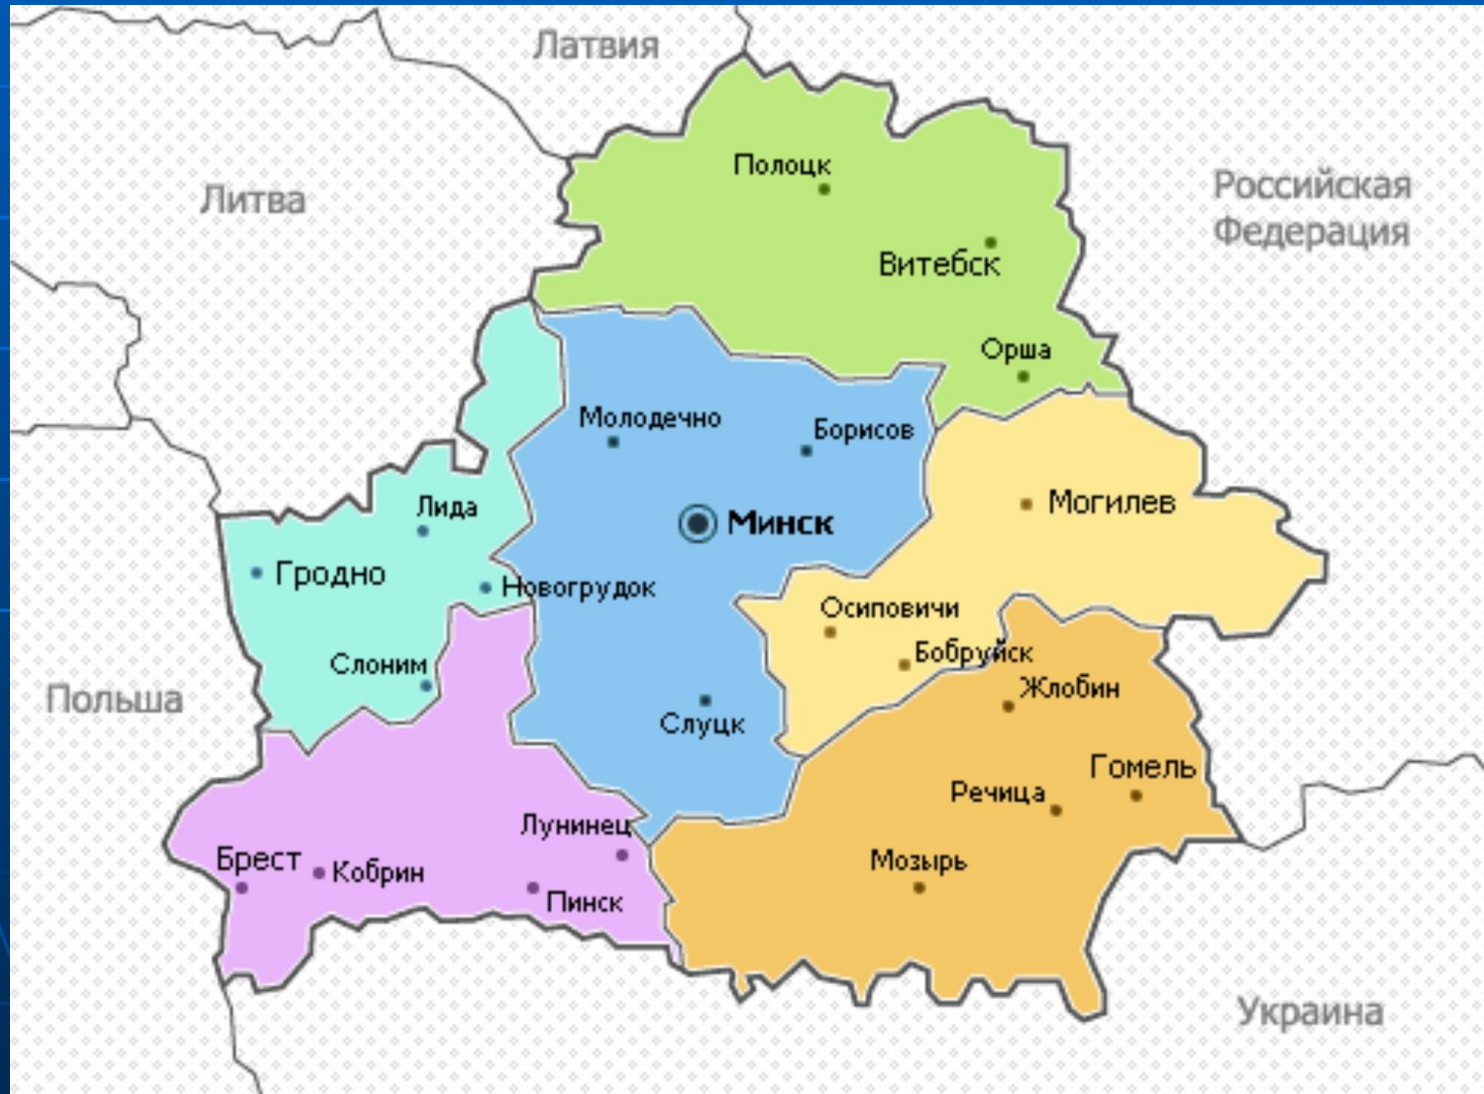 Латвия
Полоцк
Российская
Федерация
Литва
Витебск
Орша
Молодечно
Борисов
Лида
Могилев
Минск
Гродно
Новогрудок
Осиповичи
Бобруйск
Слоним
Жлобин
Польша
Слуцк
Гомель
Речица
Лунинец
Брест
Кобрин
Мозырь
Пинск
Украина